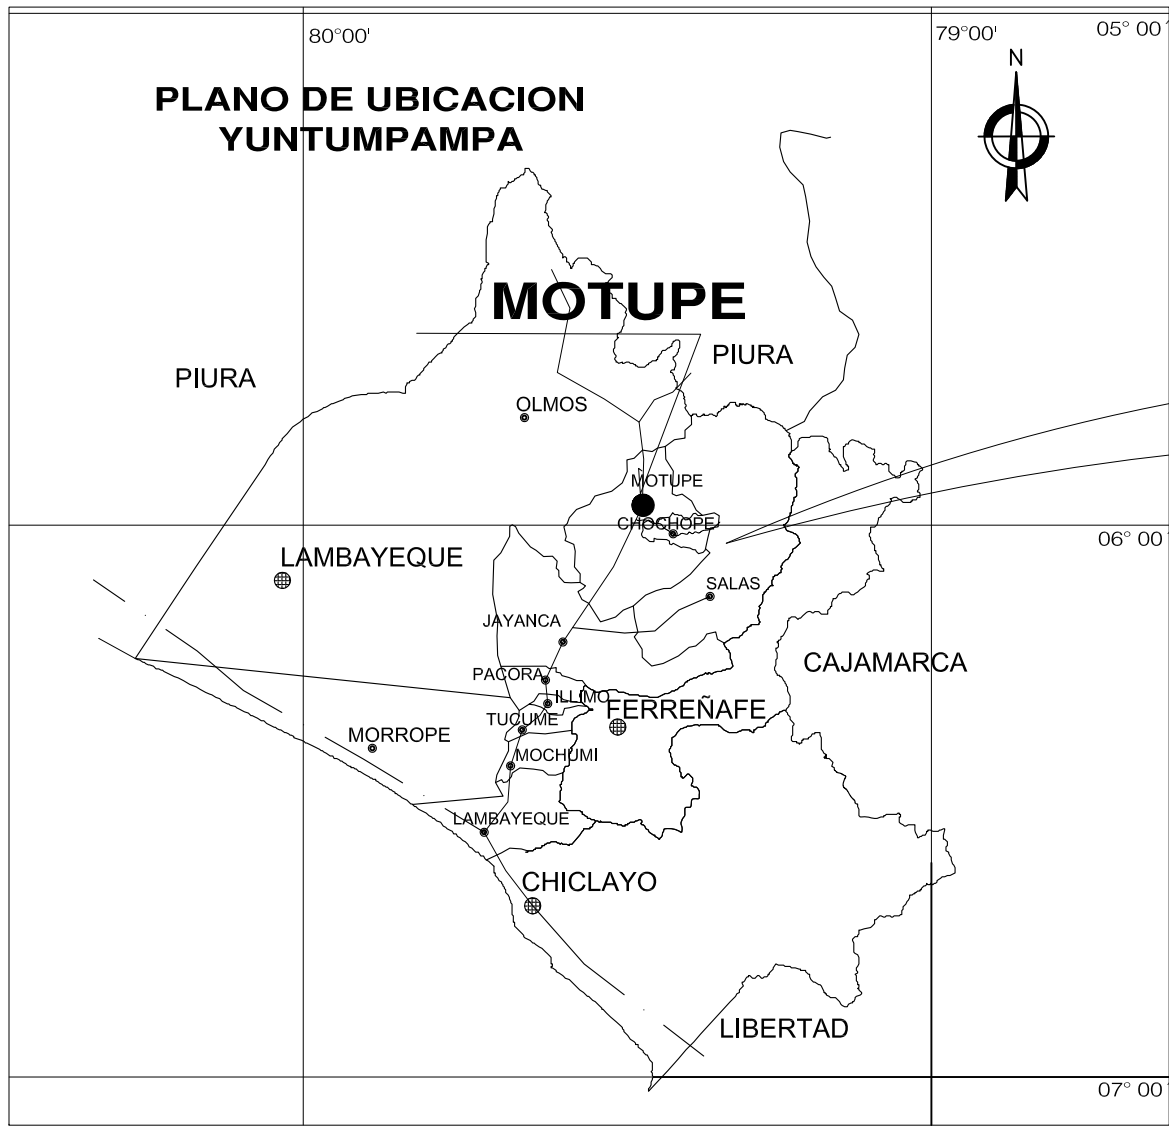 80°00'
79°00'
05° 00'
N
PLANO DE UBICACION
YUNTUMPAMPA
MOTUPE
PIURA
PIURA
OLMOS
MOTUPE
CHOCHOPE
06° 00'
LAMBAYEQUE
SALAS
JAYANCA
CAJAMARCA
PACORA
ILLIMO
FERREÑAFE
TUCUME
MORROPE
MOCHUMI
LAMBAYEQUE
CHICLAYO
LIBERTAD
07° 00'